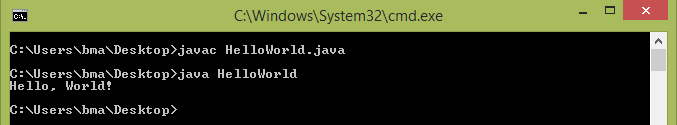 C:\Windows\System32\cmd.exe
C:\Users\bma\Desktop>javac HelloWorld.java
C:\Users\bma\Desktop>java HelloWorld
Hello, World!
C:\Users\bma\Desktop>